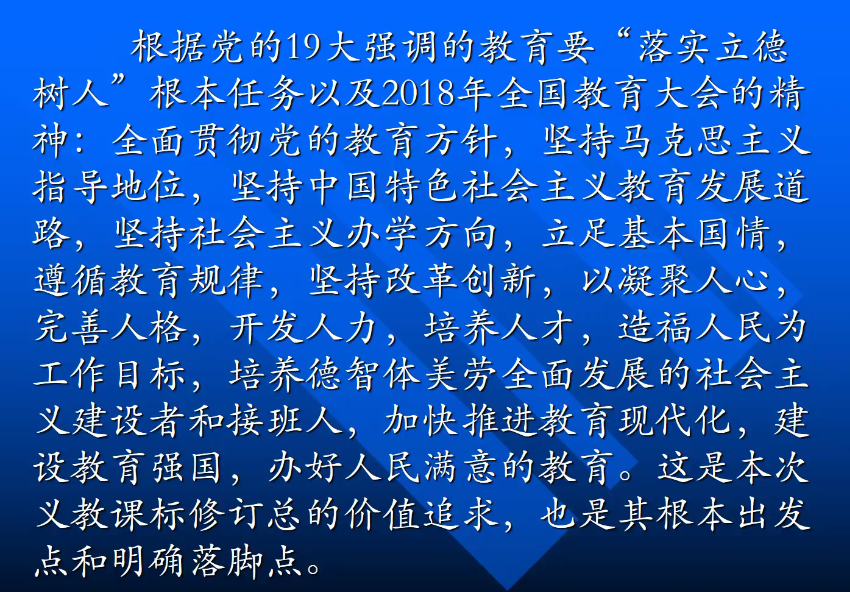 根据党的19大强调的教育要“落实立德
树人”根本任务以及2018年全国教育大会的精
神：全面贯彻党的教育方针，坚持马克思主义
指导地位，坚持中国特色社会主义教育发展道
路，坚持社会主义办学方向，立足基本国情，
遵循教育规律，坚持改革创新，以凝聚人心，
完善人格，开发人力，培养人才，造福人民为
工作目标，培养德智体美劳全面发展的社会主
义建设者和接班人，加快推进教育现代化，建
设教育强国，办好人民满意的教育。这是本次
义教课标修订总的价值追求，也是其根本出发
点和明确落脚点。